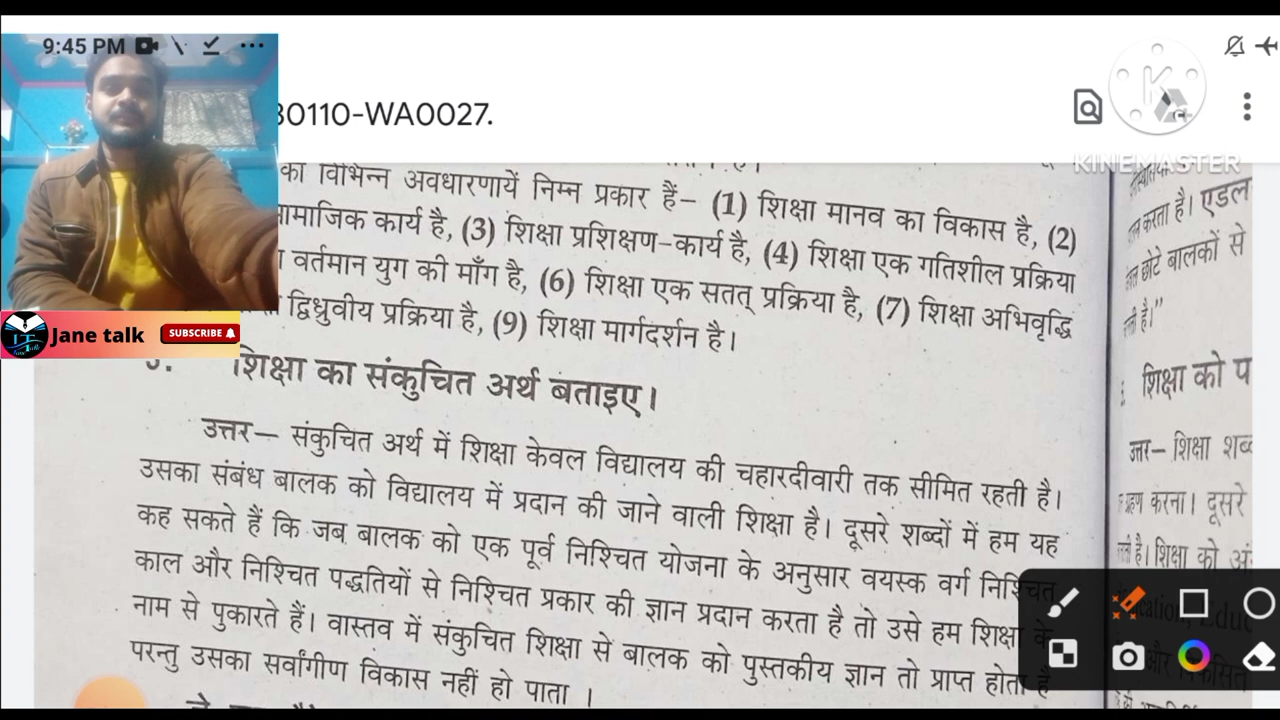 9:45 PM
30110-WA0027.
KINEMASTER
का विभिन्न अवधारणायें निम्न प्रकार हैं– (1) शिक्षा मानव का विकास है, (2)
सामाजिक कार्य है, (3) शिक्षा प्रशिक्षण-कार्य है, (4) शिक्षा एक गतिशील प्रक्रिया
वर्तमान युग की माँग है, (6) शिक्षा एक सतत् प्रक्रिया है, (7) शिक्षा अभिवृद्धि
द्विध्रुवीय प्रक्रिया है, (9) शिक्षा मार्गदर्शन है।
Jane talk SUBSCRIBE
शिक्षा का संकुचित अर्थ बताइए।
उत्तर– संकुचित अर्थ में शिक्षा केवल विद्यालय की चहारदीवारी तक सीमित रहती है।
उसका संबंध बालक को विद्यालय में प्रदान की जाने वाली शिक्षा है। दूसरे शब्दों में हम यह
कह सकते हैं कि जब बालक को एक पूर्व निश्चित योजना के अनुसार वयस्क वर्ग निश्चित
काल और निश्चित पद्धतियों से निश्चित प्रकार की ज्ञान प्रदान करता है तो उसे हम शिक्षा के
नाम से पुकारते हैं। वास्तव में संकुचित शिक्षा से बालक को पुस्तकीय ज्ञान तो प्राप्त होता है
परन्तु उसका सर्वांगीण विकास नहीं हो पाता ।
करता है। एडल
छोटे बालकों से
शिक्षा को प
उत्तर– शिक्षा
ग्रहण करना। दूसरे
है। शिक्षा को